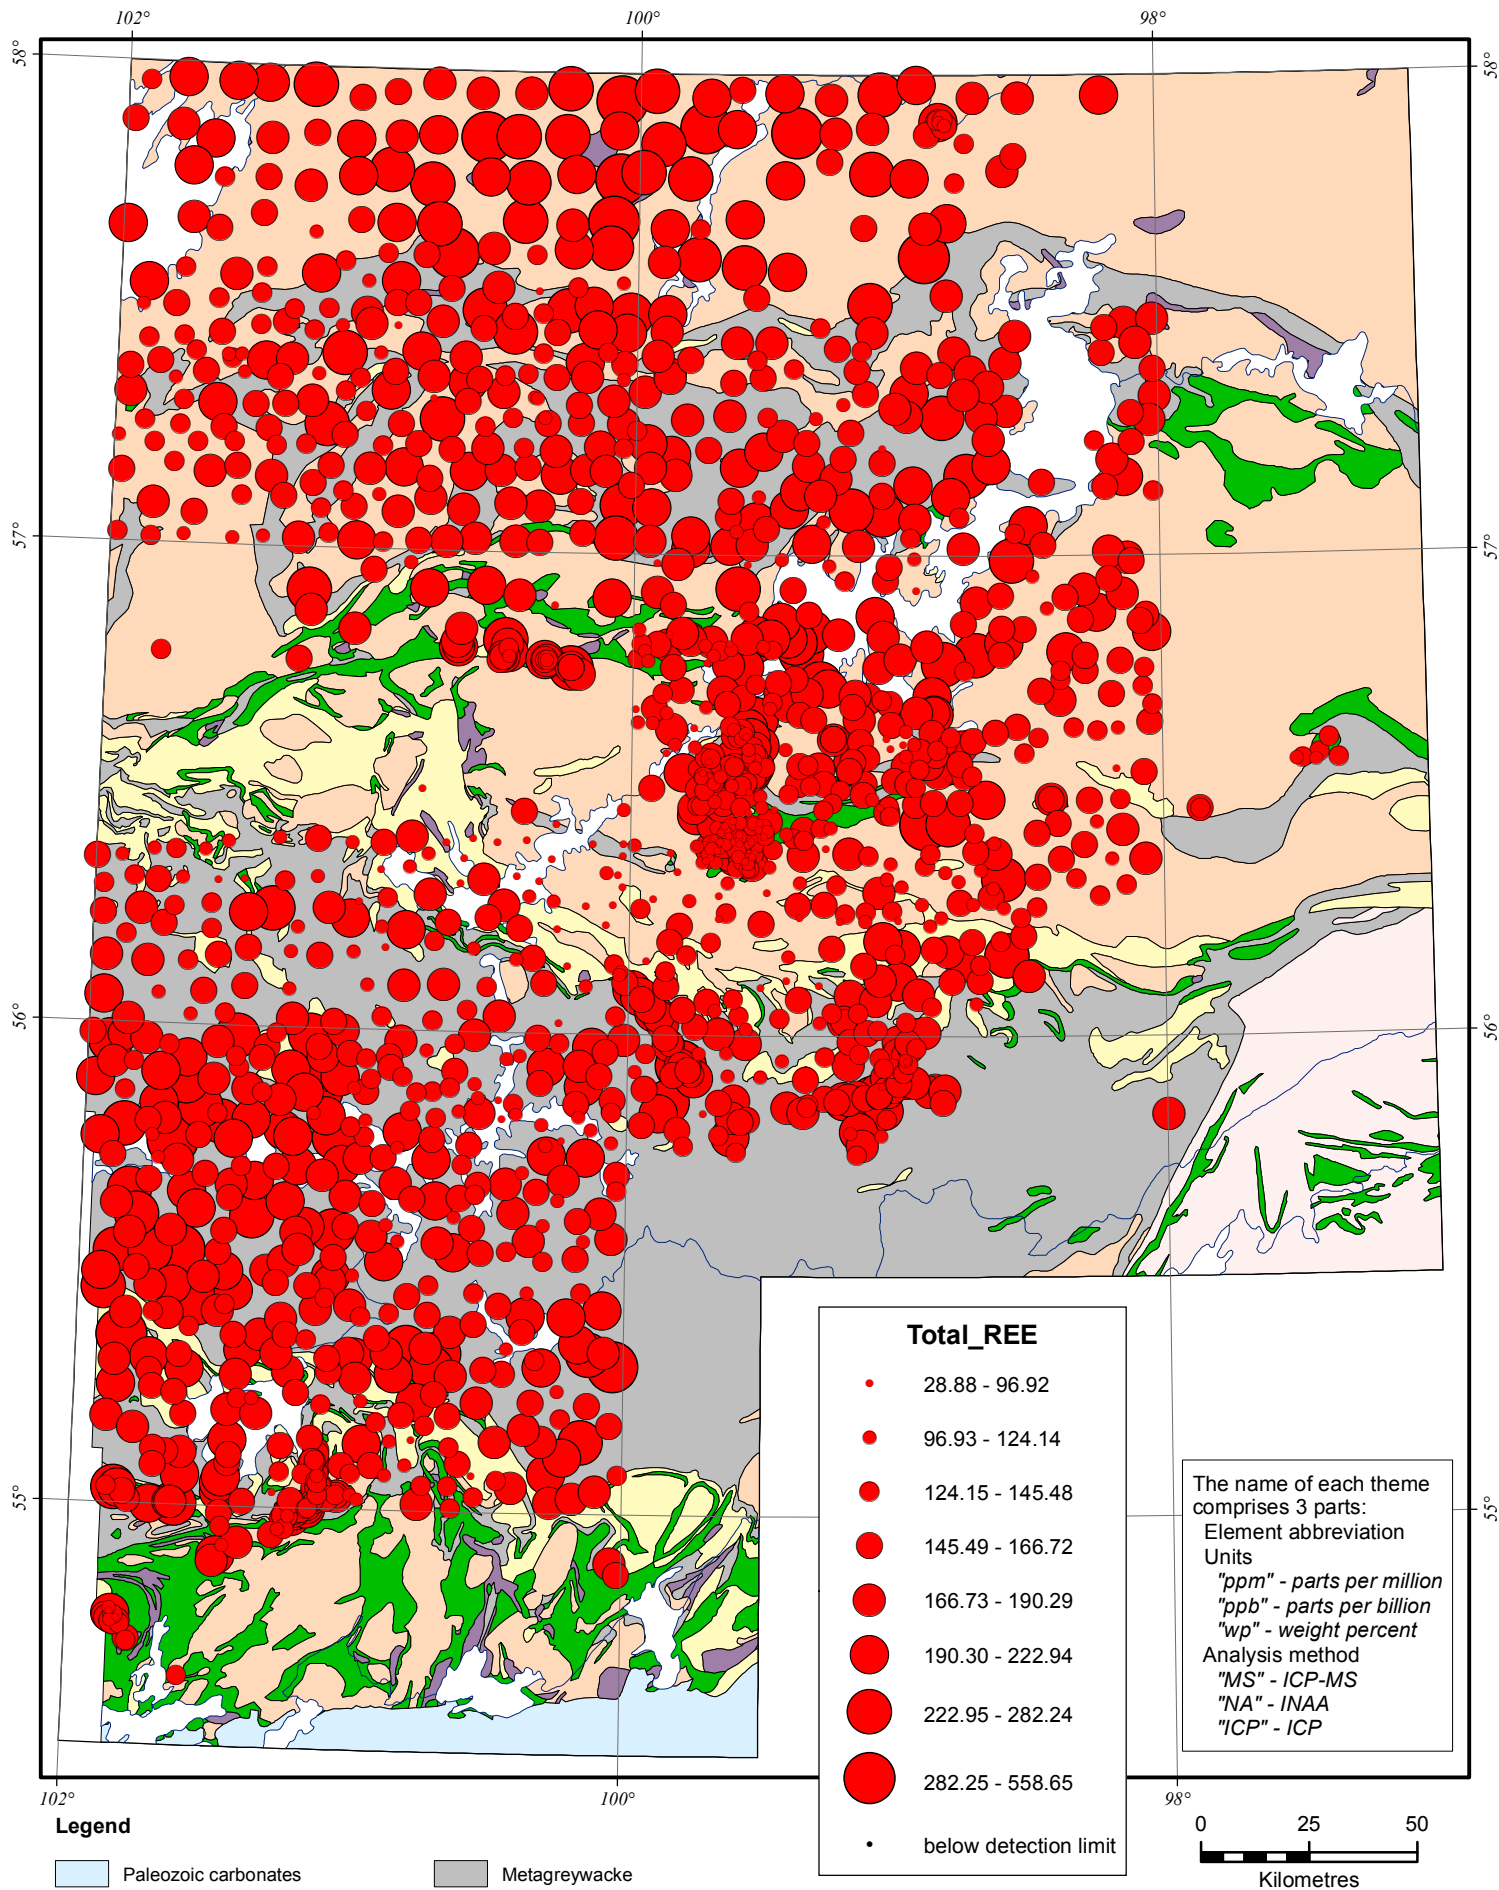 102°
100°
98°
58°
58°
57°
57°
56°
56°
55°
55°
Total_REE
28.88 - 96.92
96.93 - 124.14
124.15 - 145.48
145.49 - 166.72
166.73 - 190.29
190.30 - 222.94
222.95 - 282.24
282.25 - 558.65
below detection limit
The name of each theme
comprises 3 parts:
Element abbreviation
Units
"ppm" - parts per million
"ppb" - parts per billion
"wp" - weight percent
Analysis method
"MS" - ICP-MS
"NA" - INAA
"ICP" - ICP
102°
100°
98°
Legend
Paleozoic carbonates
Metagreywacke
0 25 50
Kilometres